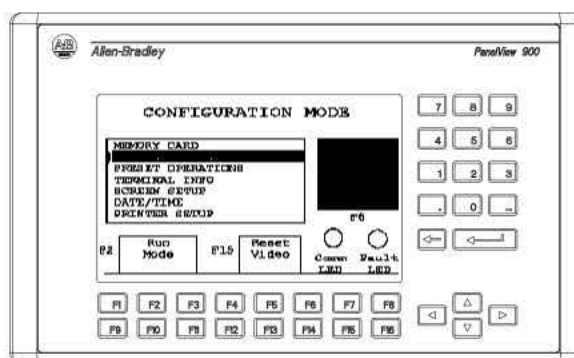 AB
Allen-Bradley
PanelView 900
CONFIGURATION MODE
MEMORY CARD
PRESET OPERATIONS
TERMINAL INFO
SCREEN SETUP
DATE/TIME
PRINTER SETUP
F6
F2 Run Mode
F15 Reset Video
Comm LED
Fault LED
7 8 9
4 5 6
1 2 3
. 0 -
F1 F2 F3 F4 F5 F6 F7 F8
F9 F10 F11 F12 F13 F14 F15 F16